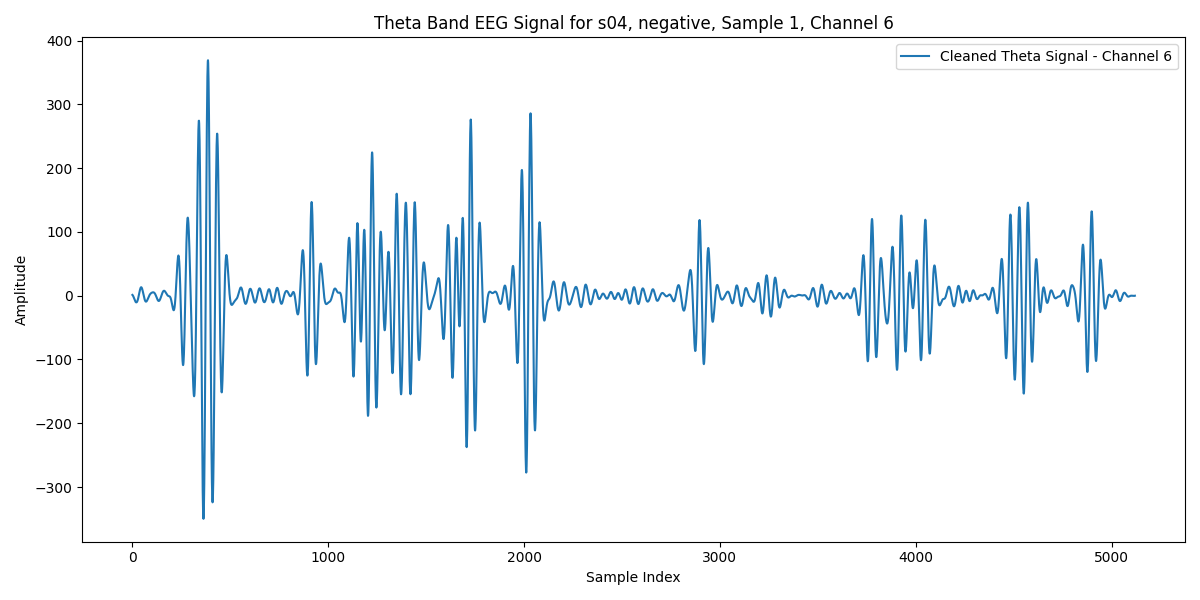 Theta Band EEG Signal for s04, negative, Sample 1, Channel 6
Cleaned Theta Signal - Channel 6
400
300
200
100
0
−100
−200
−300
Amplitude
0 1000 2000 3000 4000 5000
Sample Index